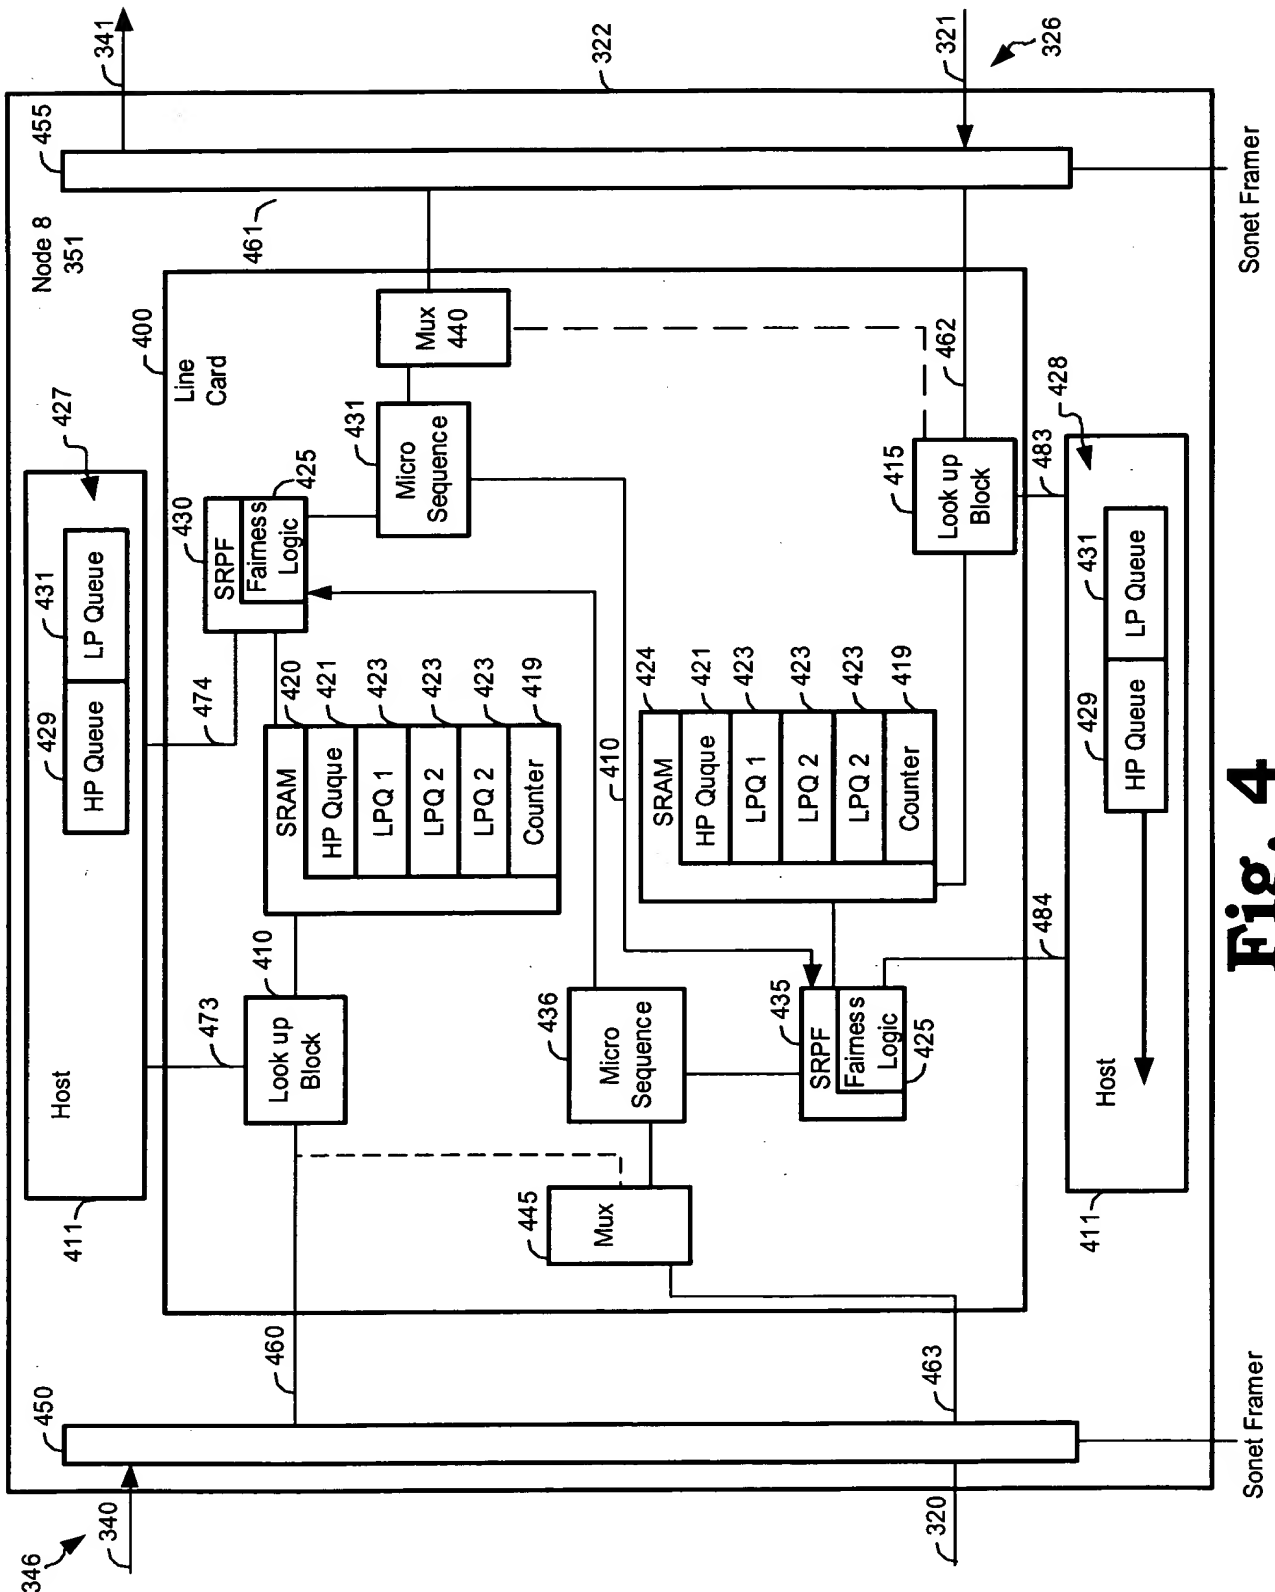 346
411
411
427
Host
HP Queue
LP Queue
429
431
341
455
Node 8
351
340
450
473
474
400
Line
Card
430
SRPF
Fairness
Logic
425
460
Look up
Block
410
420
421
423
423
423
419
SRAM
HP Quque
LPQ 1
LPQ 2
LPQ 2
Counter
431
Micro
Sequence
Mux
440
461
445
Mux
436
Micro
Sequence
410
424
421
423
423
423
419
SRAM
HP Quque
LPQ 1
LPQ 2
LPQ 2
Counter
322
435
SRPF
Fairness
Logic
425
415
Look up
Block
462
320
463
484
483
321
326
411
428
Host
429
431
HP Queue
LP Queue
Sonet Framer
Sonet Framer
Fig. 4